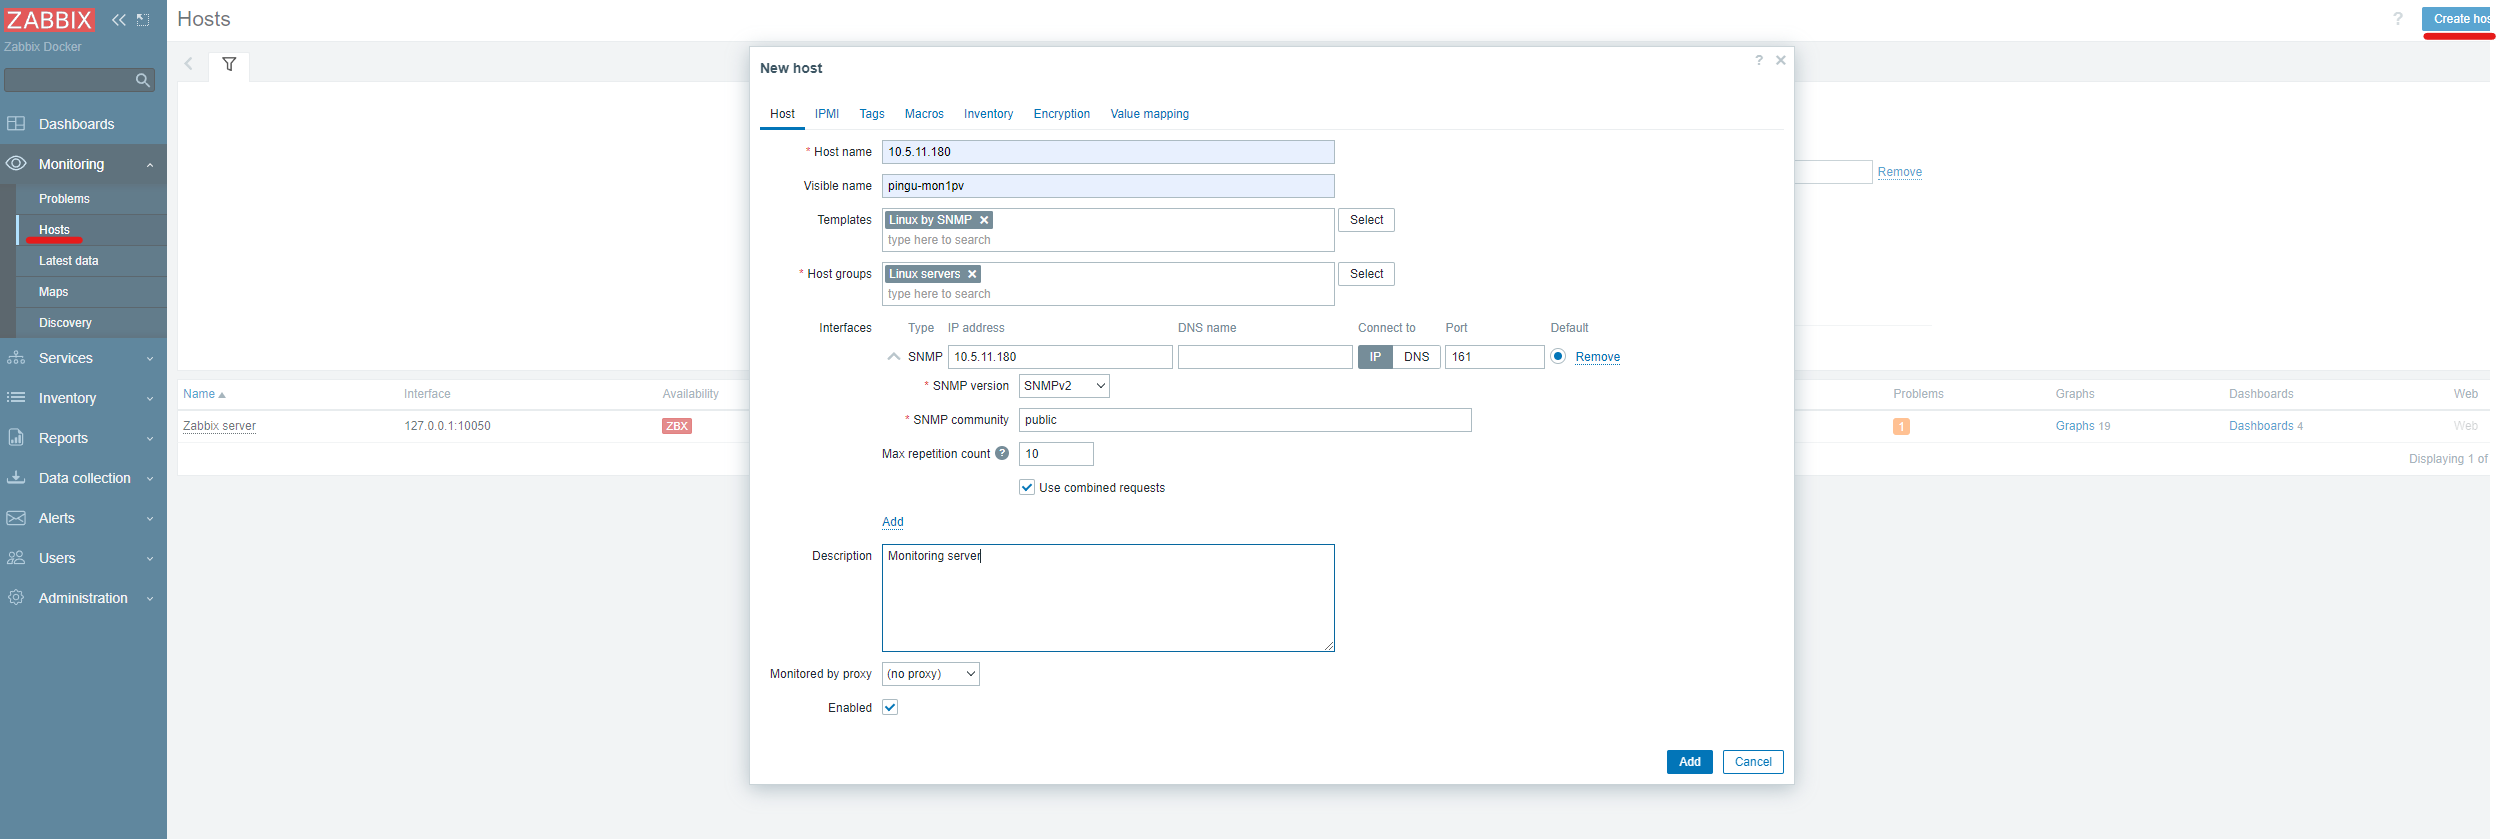 ZABBIX
Zabbix Docker
Dashboards
Monitoring
Problems
Hosts
Latest data
Maps
Discovery
Services
Inventory
Reports
Data collection
Alerts
Users
Administration
Hosts
? Create hos
Remove
Name Interface Availability Problems Graphs Dashboards Web
Zabbix server 127.0.0.1:10050 ZBX 1 Graphs 19 Dashboards 4 Web
Displaying 1 of
New host ?
Host IPMI Tags Macros Inventory Encryption Value mapping
* Host name 10.5.11.180
Visible name pingu-mon1pv
Templates Linux by SNMP Select
type here to search
* Host groups Linux servers Select
type here to search
Interfaces Type IP address DNS name Connect to Port Default
SNMP 10.5.11.180 IP DNS 161 Remove
* SNMP version SNMPv2
* SNMP community public
Max repetition count ? 10
Use combined requests
Add
Description Monitoring server
Monitored by proxy (no proxy)
Enabled
Add Cancel